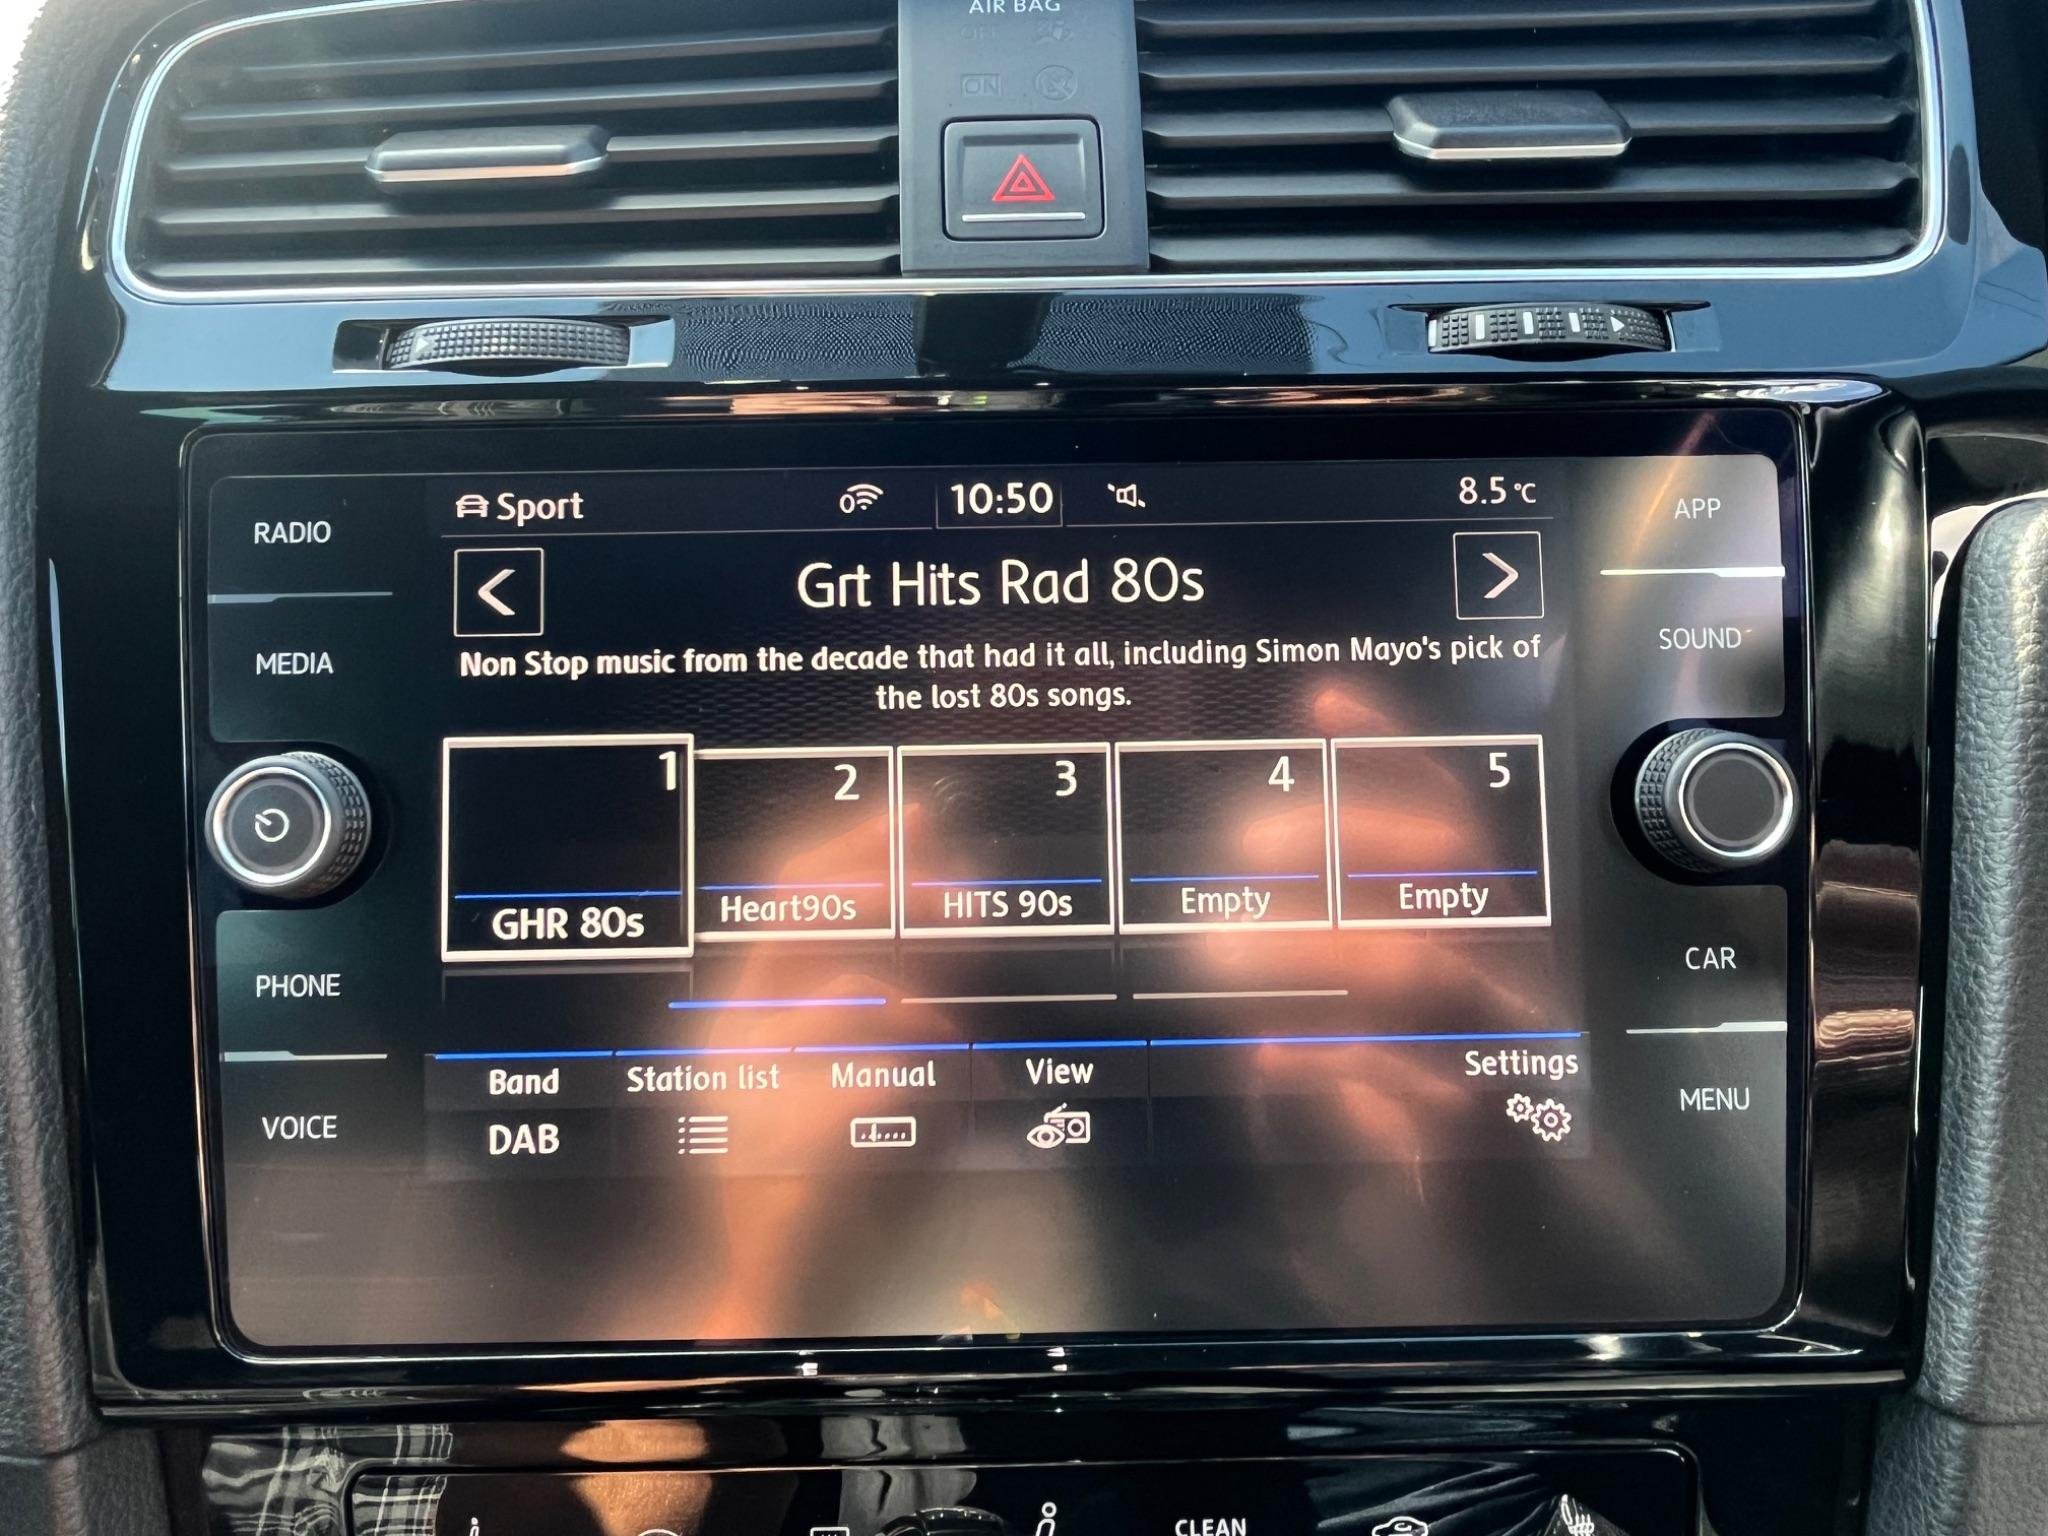 AIR BAG
OFF
ON
RADIO
MEDIA
PHONE
VOICE
Sport
0
10:50
8.5°C
Grt Hits Rad 80s
Non Stop music from the decade that had it all, including Simon Mayo's pick of
the lost 80s songs.
1
2
3
4
5
GHR 80s
Heart90s
HITS 90s
Empty
Empty
Band
Station list
Manual
View
Settings
DAB
APP
SOUND
CAR
MENU
CLEAN